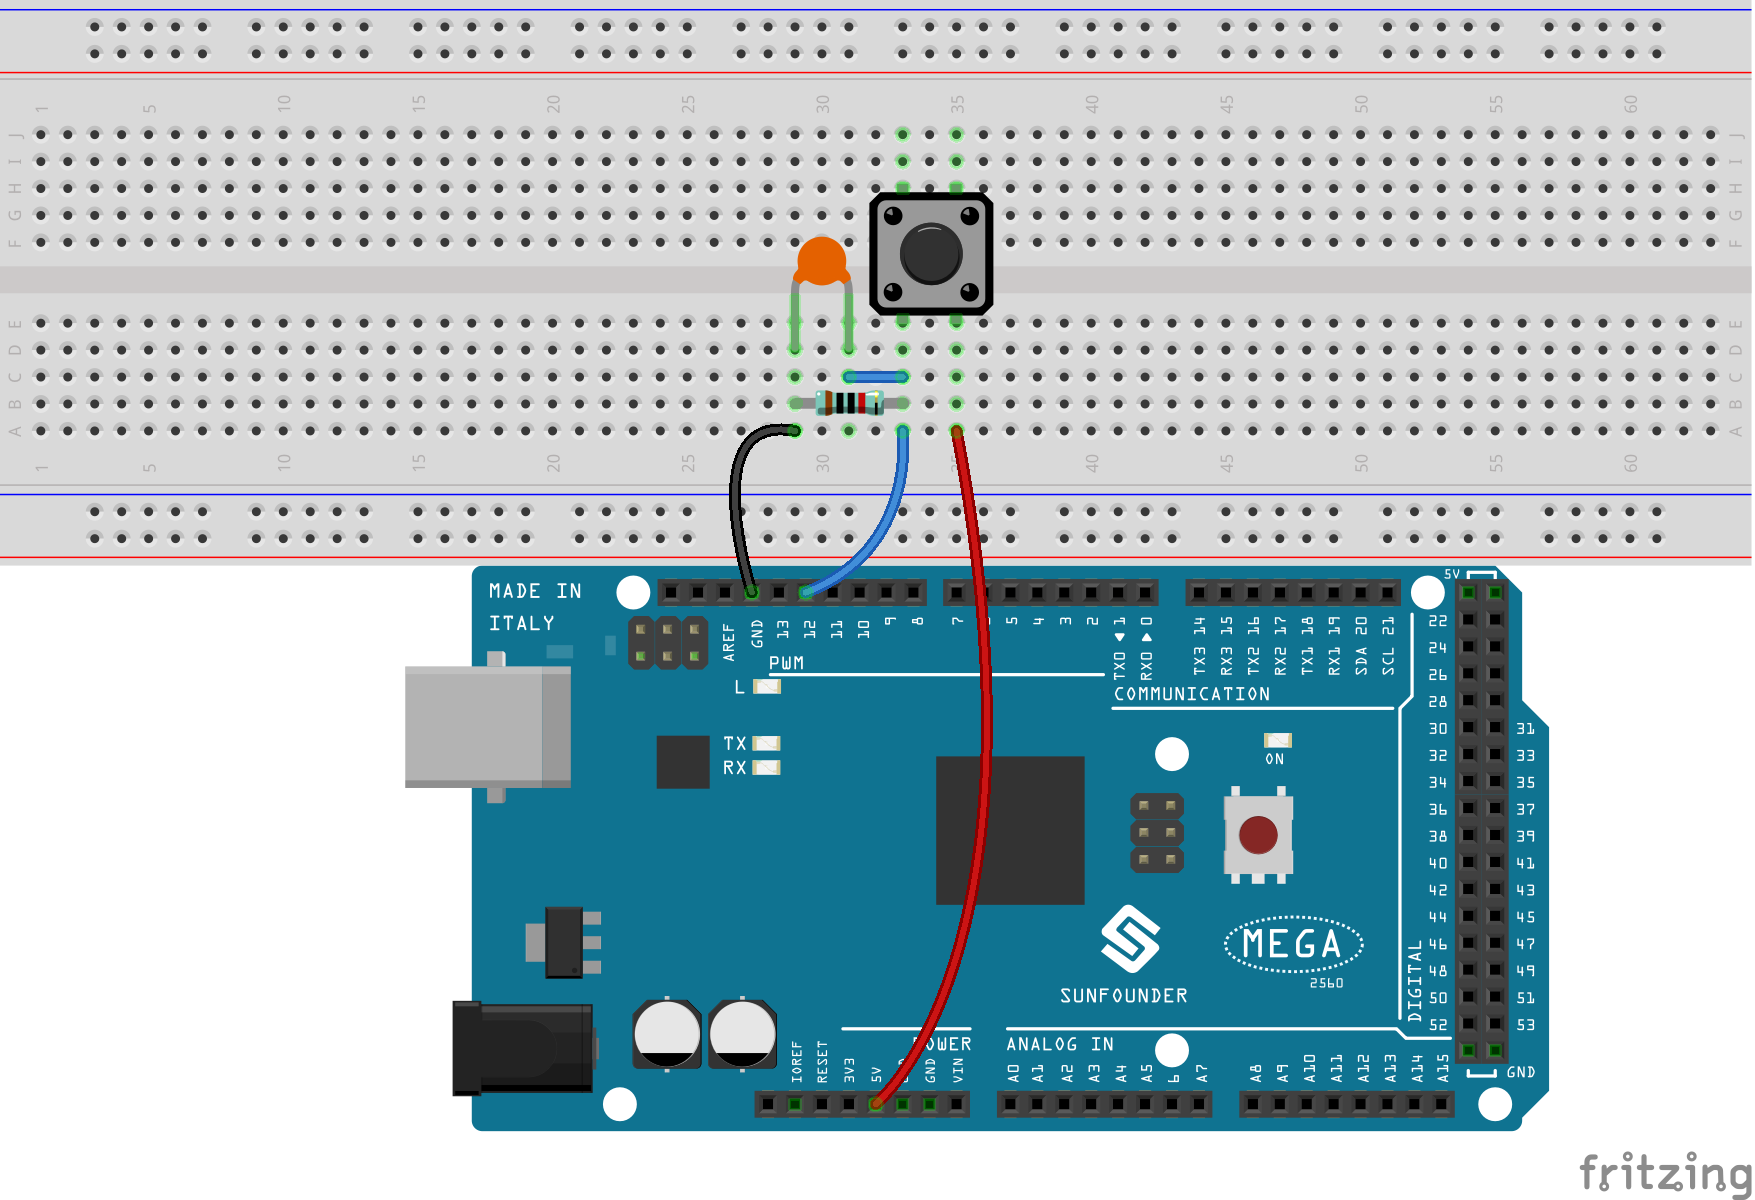 1 5 10 15 20 25 30 35 40 45 50 55 60
J J
I I
H H
G G
F F
E E
D D
C C
B B
A A
1 5 10 15 20 25 30 40 45 50 55 60
MADE IN
ITALY
AREF GND 13 12 11 10 9 8 7 5 4 3 2 TX0 1 RX0 0 TX3 14 RX3 15 TX2 16 RX2 17 TX1 18 RX1 19 SDA 20 SCL 21
5V
PWM
COMMUNICATION
L
TX
RX
ON
22
24
26
28
30 31
32 33
34 35
36 37
38 39
40 41
42 43
44 45
46 47
48 49
50 51
52 53
DIGITAL
GND
MEGA
2560
SUNFOUNDER
POWER
ANALOG IN
IOREF RESET 3V3 5V GND VIN A0 A1 A2 A3 A4 A5 6 A7 A8 A9 A10 A11 A12 A13 A14 A15
fritzing